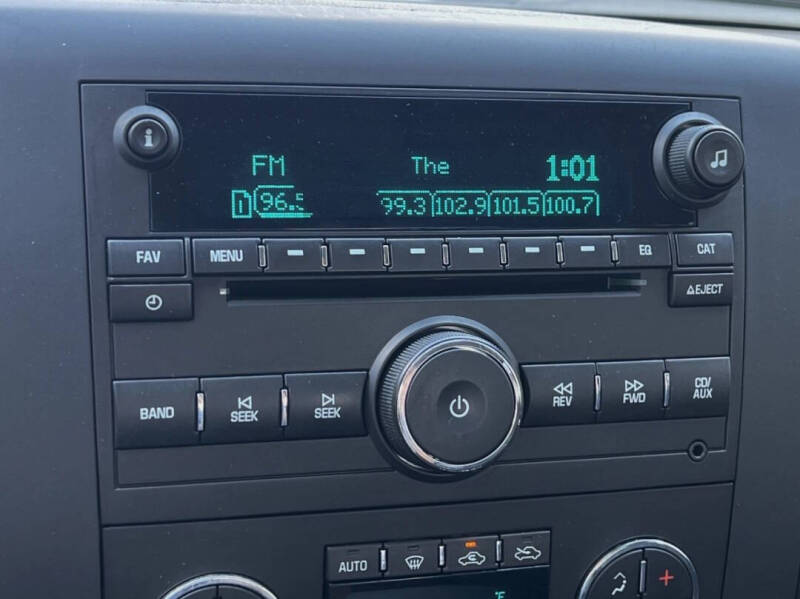 FM The 1:01
1 96.5 99.3 102.9 101.5 100.7
FAV MENU EQ CAT
EJECT
BAND SEEK SEEK REV FWD CD/
AUX
AUTO
°F